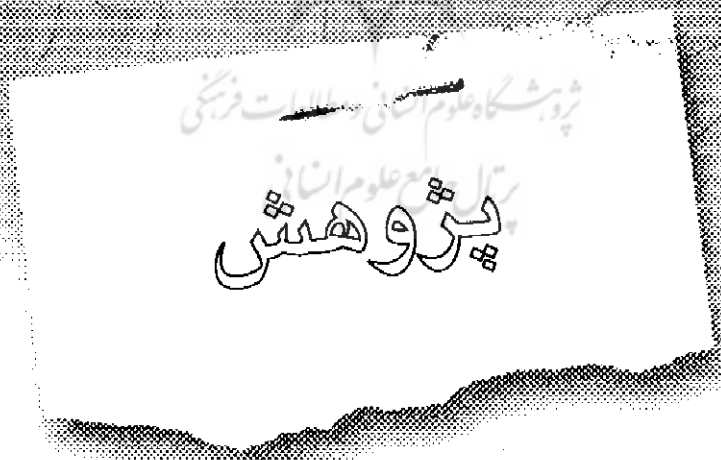 پژوهشگاه علوم انسانی و مطالعات فرهنگی
پرتال جامع علوم انسانی
پژوهش